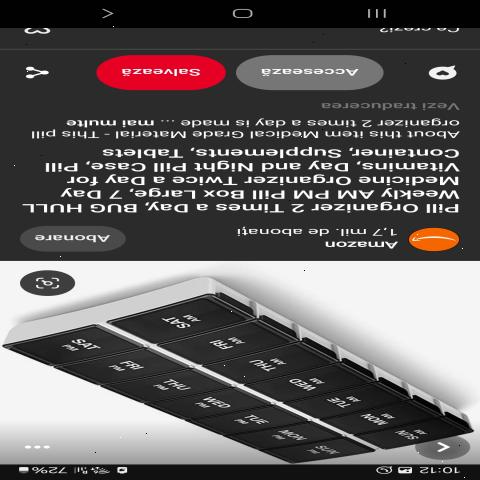 10:12 72%
SUN AM
MON AM
TUE AM
WED AM
THU AM
FRI AM
SAT AM
SUN
MON PM
TUE PM
WED PM
THU PM
FRI PM
SAT PM
Amazon
1,7 mil. de abonați
Abonare
Pill Organizer 2 Times a Day, BUG HULL
Weekly AM PM Pill Box Large, 7 Day
Medicine Organizer Twice a Day for
Vitamins, Day and Night Pill Case, Pill
Container, Supplements, Tablets
About this item Medical Grade Material - This pill
organizer 2 times a day is made ... mai multe
Vezi traducerea
Accesează Salvează
Ce crezi?